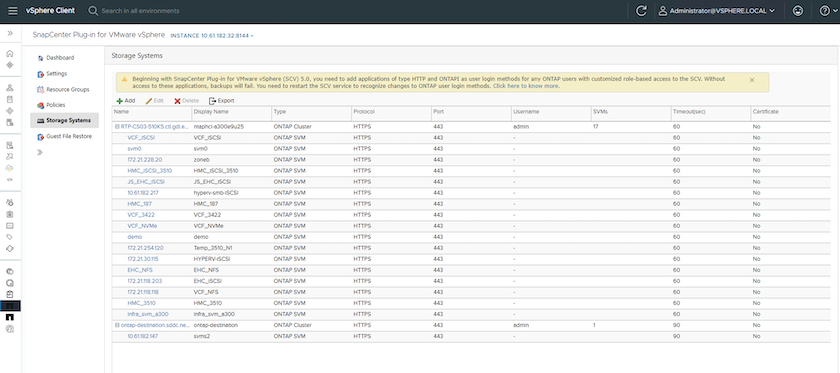 vSphere Client Search in all environments Administrator@VSPHERE.LOCAL
SnapCenter Plug-in for VMware vSphere INSTANCE 10.61.182.32:8144
Dashboard
Settings
Resource Groups
Policies
Storage Systems
Guest File Restore
Storage Systems
Beginning with SnapCenter Plug-in for VMware vSphere (SCV) 5.0, you need to add applications of type HTTP and ONTAPI as user login methods for any ONTAP users with customized role-based access to the SCV. Without
access to these applications, backups will fail. You need to restart the SCV service to recognize changes to ONTAP user login methods. Click here to know more.
Add Edit Delete Export
Name Display Name Type Protocol Port Username SVMs Timeout(sec) Certificate
ntaphci-a300e9u25 ONTAP Cluster HTTPS 443 admin 17 60 No
VCF_iSCSI VCF_iSCSI ONTAP SVM HTTPS 443 - 60 No
svm0 svm0 ONTAP SVM HTTPS 443 - 60 No
172.21.228.20 zoneb ONTAP SVM HTTPS 443 - 60 No
HMC_iSCSI_3510 HMC_iSCSI_3510 ONTAP SVM HTTPS 443 - 60 No
JS_EHC_iSCSI JS_EHC_iSCSI ONTAP SVM HTTPS 443 - 60 No
10.61.182.217 hyperv-smb-iSCSI ONTAP SVM HTTPS 443 - 60 No
HMC_187 HMC_187 ONTAP SVM HTTPS 443 - 60 No
VCF_3422 VCF_3422 ONTAP SVM HTTPS 443 - 60 No
VCF_NVMe VCF_NVMe ONTAP SVM HTTPS 443 - 60 No
demo demo ONTAP SVM HTTPS 443 - 60 No
172.21.254.120 Temp_3510_N1 ONTAP SVM HTTPS 443 - 60 No
172.21.30.115 HYPERV-iSCSI ONTAP SVM HTTPS 443 - 60 No
EHC_NFS EHC_NFS ONTAP SVM HTTPS 443 - 60 No
172.21.118.203 EHC_iSCSI ONTAP SVM HTTPS 443 - 60 No
172.21.118.118 VCF_NFS ONTAP SVM HTTPS 443 - 60 No
HMC_3510 HMC_3510 ONTAP SVM HTTPS 443 - 60 No
infra_svm_a300 infra_svm_a300 ONTAP SVM HTTPS 443 - 60 No
ontap-destination.sddc.ne... ontap-destination ONTAP Cluster HTTPS 443 admin 1 90 No
10.61.182.147 svms2 ONTAP SVM HTTPS 443 - 90 No